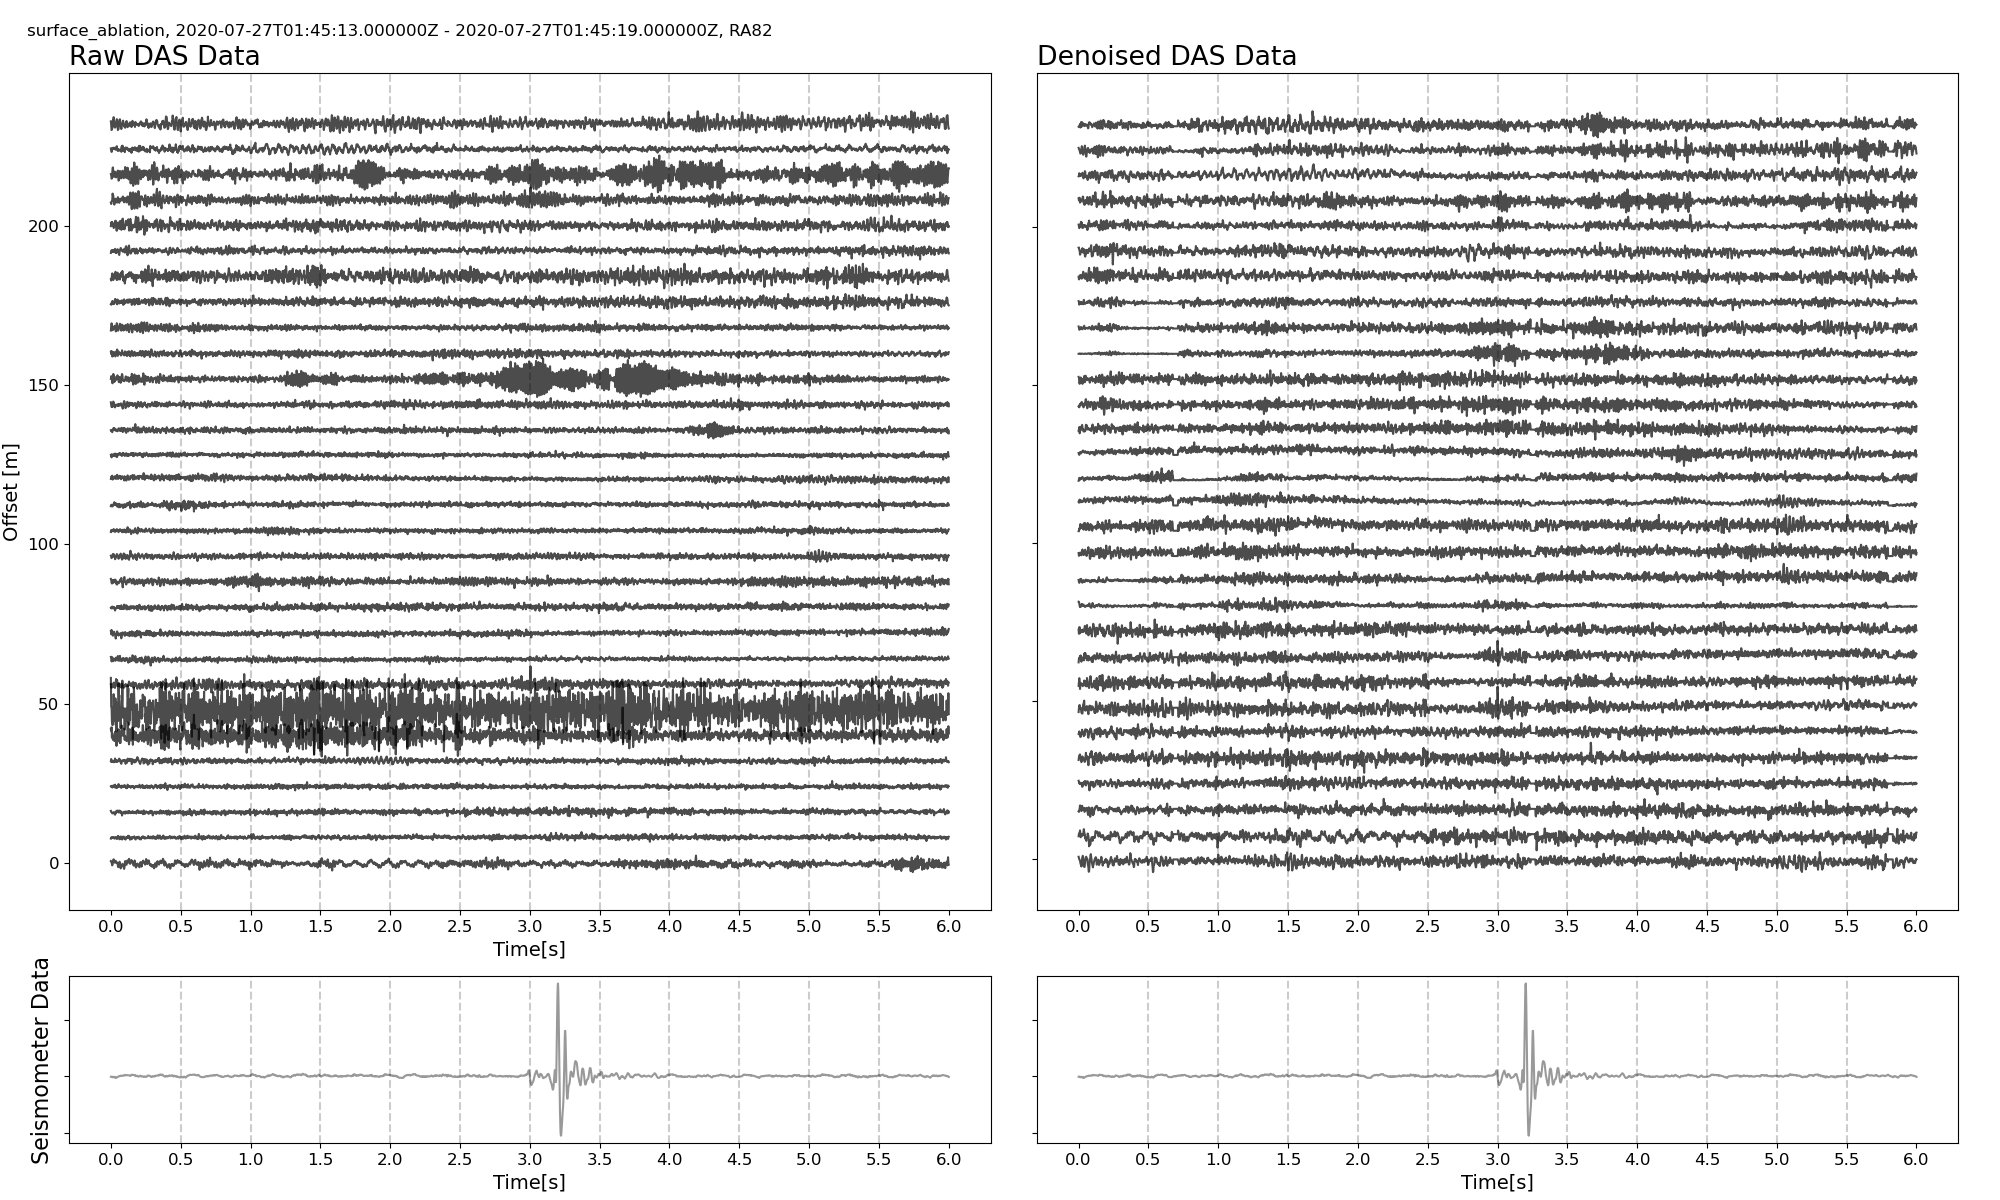 surface_ablation, 2020-07-27T01:45:13.000000Z - 2020-07-27T01:45:19.000000Z, RA82
Raw DAS Data
Denoised DAS Data
Offset [m]
200
150
100
50
0
0.0 0.5 1.0 1.5 2.0 2.5 3.0 3.5 4.0 4.5 5.0 5.5 6.0
Time[s]
0.0 0.5 1.0 1.5 2.0 2.5 3.0 3.5 4.0 4.5 5.0 5.5 6.0
Seismometer Data
0.0 0.5 1.0 1.5 2.0 2.5 3.0 3.5 4.0 4.5 5.0 5.5 6.0
Time[s]
0.0 0.5 1.0 1.5 2.0 2.5 3.0 3.5 4.0 4.5 5.0 5.5 6.0
Time[s]